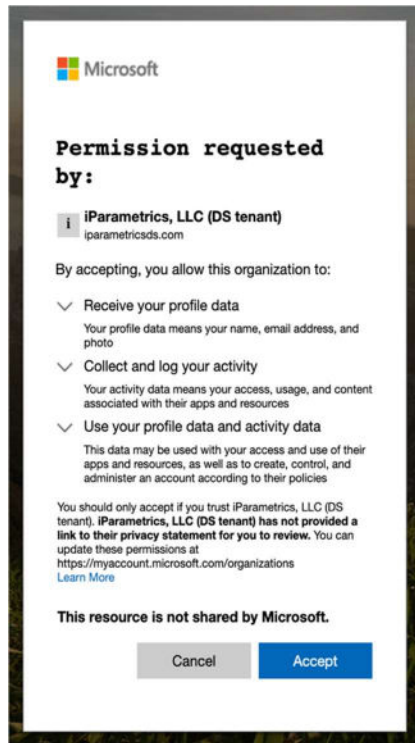 Microsoft
Permission requested
by:
i
iParametrics, LLC (DS tenant)
iparametricsds.com
By accepting, you allow this organization to:
Receive your profile data
Your profile data means your name, email address, and
photo
Collect and log your activity
Your activity data means your access, usage, and content
associated with their apps and resources
Use your profile data and activity data
This data may be used with your access and use of their
apps and resources, as well as to create, control, and
administer an account according to their policies
You should only accept if you trust iParametrics, LLC (DS
tenant). iParametrics, LLC (DS tenant) has not provided a
link to their privacy statement for you to review. You can
update these permissions at
https://myaccount.microsoft.com/organizations
Learn More
This resource is not shared by Microsoft.
Cancel
Accept